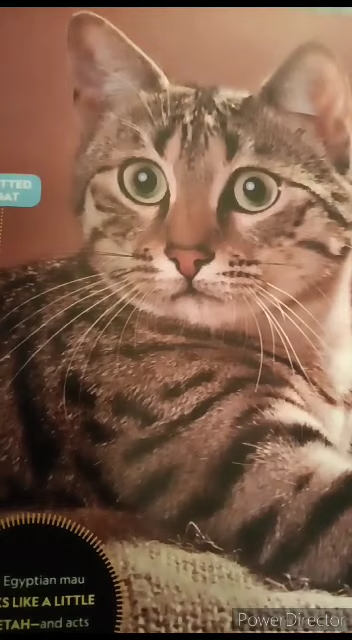 TTED
AT
Egyptian mau
KS LIKE A LITTLE
ETAH—and acts
PowerDirector